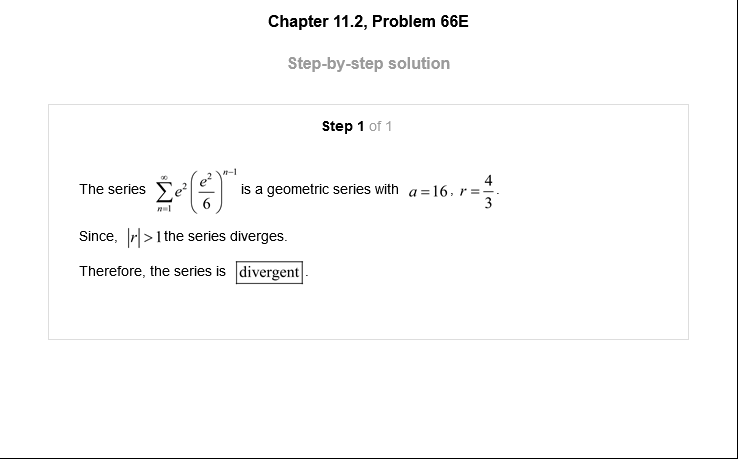 Chapter 11.2, Problem 66E
Step-by-step solution
Step 1 of 1
The series $\sum_{n=1}^{\infty} e^2 \left(\frac{e^2}{6}\right)^{n-1}$ is a geometric series with $a=16$, $r=\frac{4}{3}$.
Since, $|r|>1$ the series diverges.
Therefore, the series is divergent.